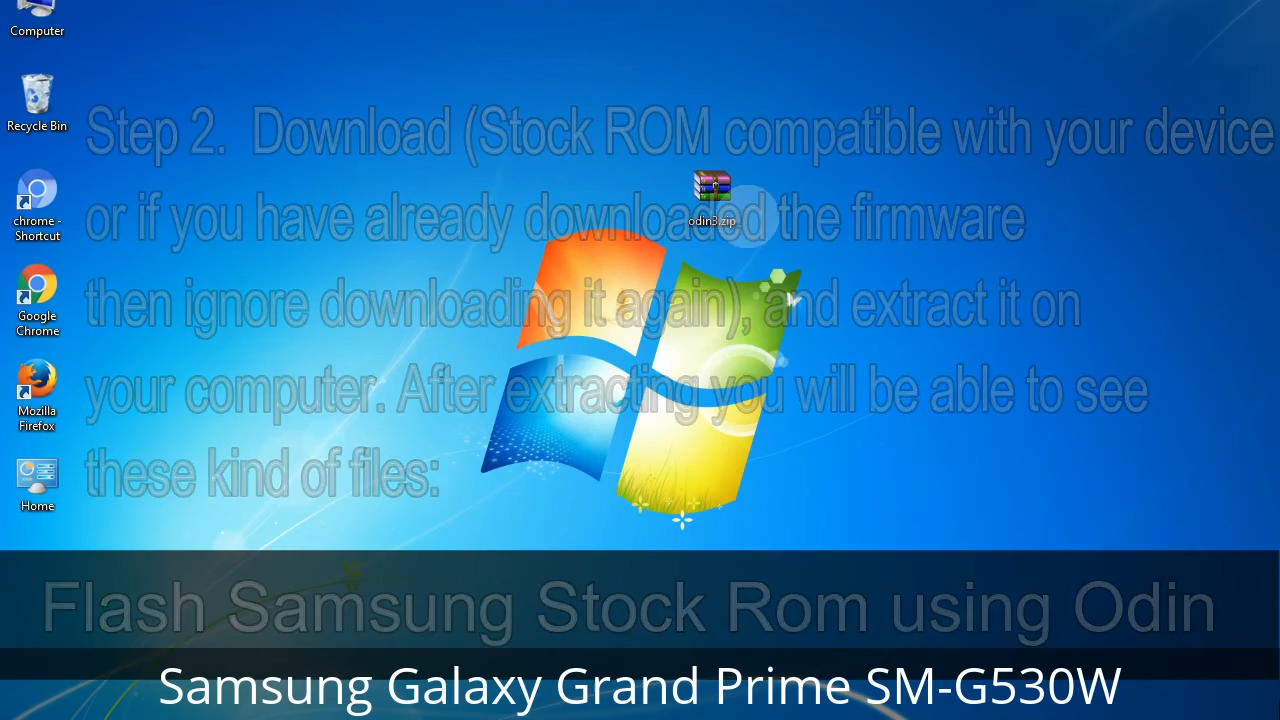 Computer
Recycle Bin
chrome -
Shortcut
Google
Chrome
Mozilla
Firefox
Home
odin3.zip
Step 2. Download (Stock ROM compatible with your device
or if you have already downloaded the firmware
then ignore downloading it again), and extract it on
your computer. After extracting you will be able to see
these kind of files:
Flash Samsung Stock Rom using Odin
Samsung Galaxy Grand Prime SM-G530W